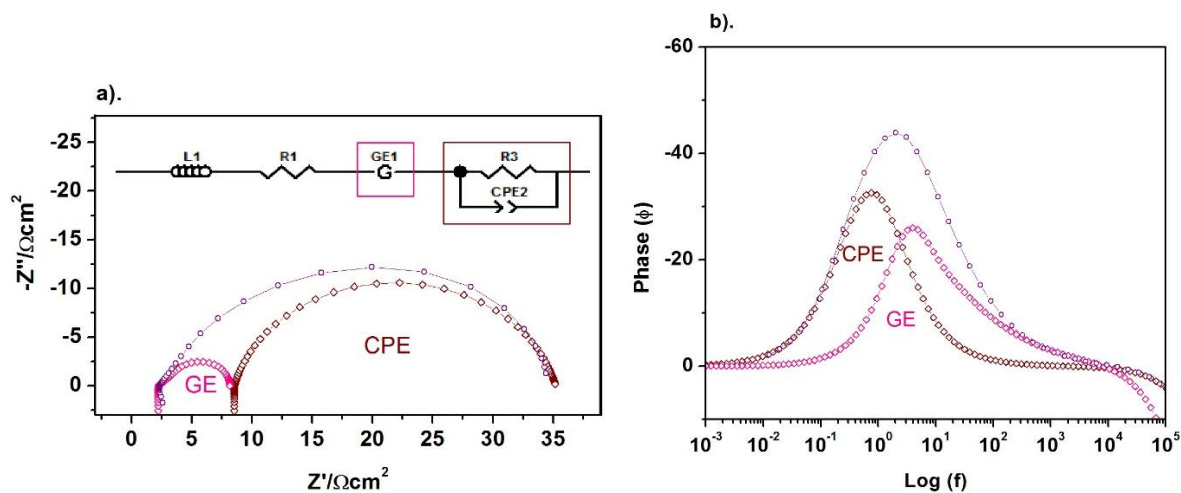 a).
-Z''/Ωcm²
-25
-20
-15
-10
-5
0
L1
R1
GE1
G
R3
CPE2
GE
CPE
0 5 10 15 20 25 30 35
Z'/Ωcm²
b).
Phase (ϕ)
-60
-40
-20
0
CPE
GE
10⁻³ 10⁻² 10⁻¹ 10⁰ 10¹ 10² 10³ 10⁴ 10⁵
Log (f)